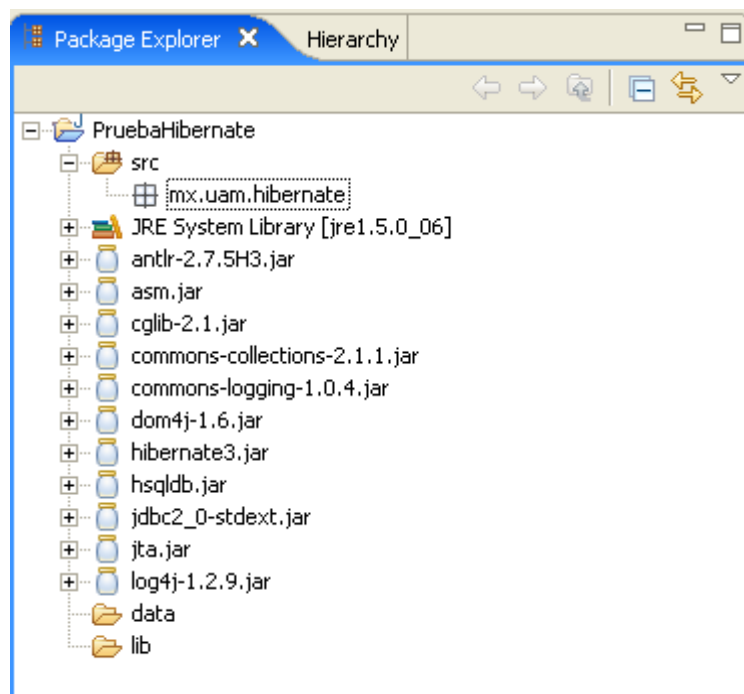 Package Explorer Hierarchy
PruebaHibernate
src
mx.uam.hibernate
JRE System Library [jre1.5.0_06]
antlr-2.7.5H3.jar
asm.jar
cglib-2.1.jar
commons-collections-2.1.1.jar
commons-logging-1.0.4.jar
dom4j-1.6.jar
hibernate3.jar
hsqldb.jar
jdbc2_0-stdext.jar
jta.jar
log4j-1.2.9.jar
data
lib